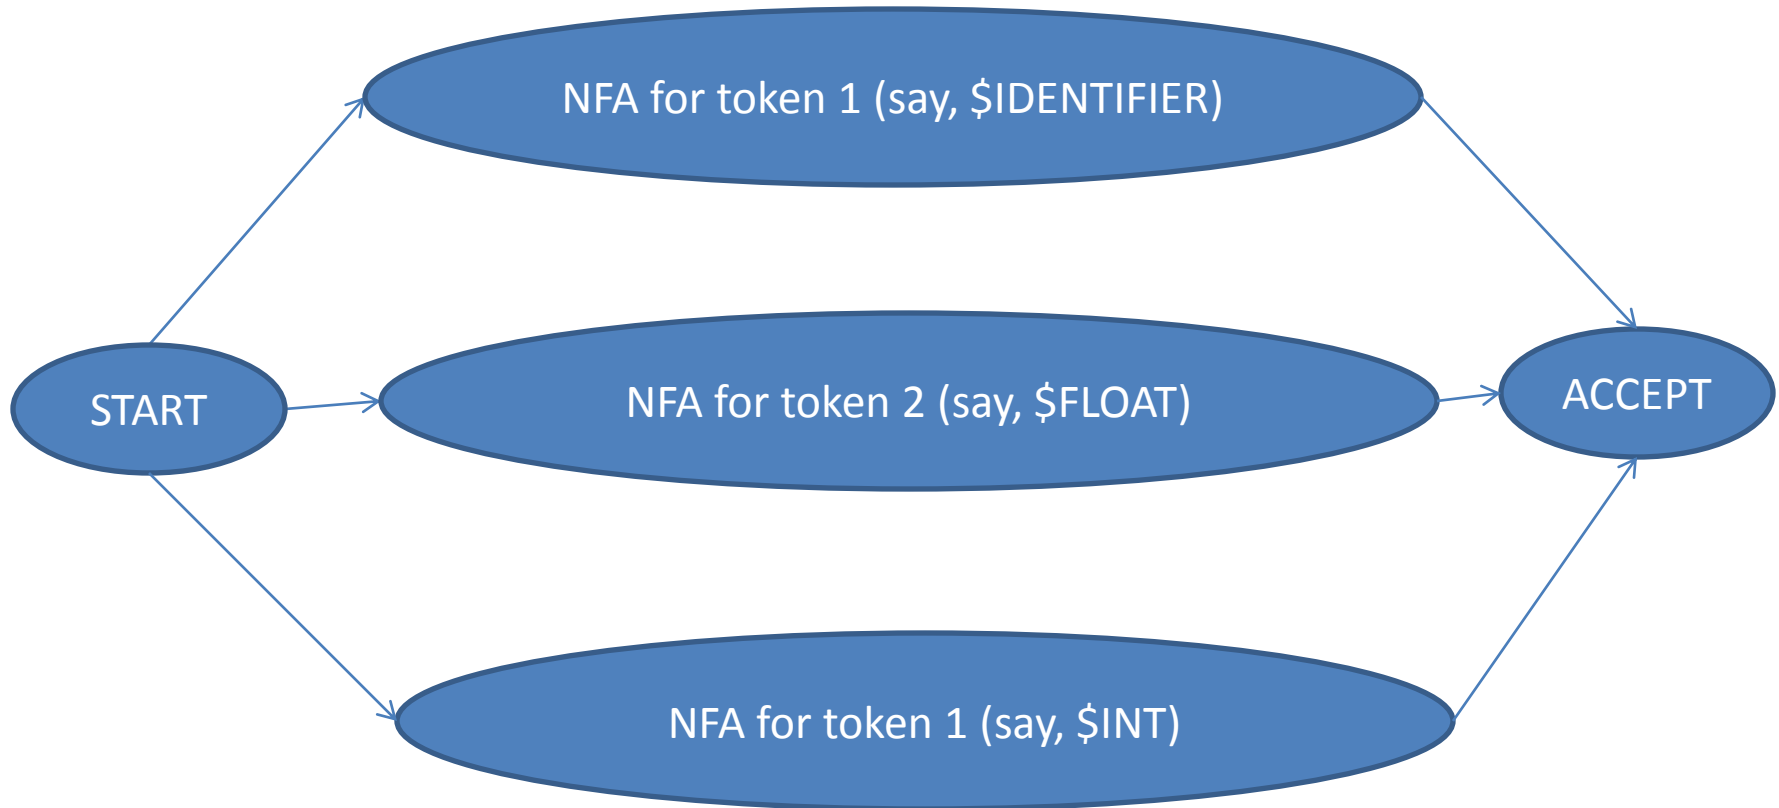 NFA for token 1 (say, $IDENTIFIER)
START
NFA for token 2 (say, $FLOAT)
ACCEPT
NFA for token 1 (say, $INT)